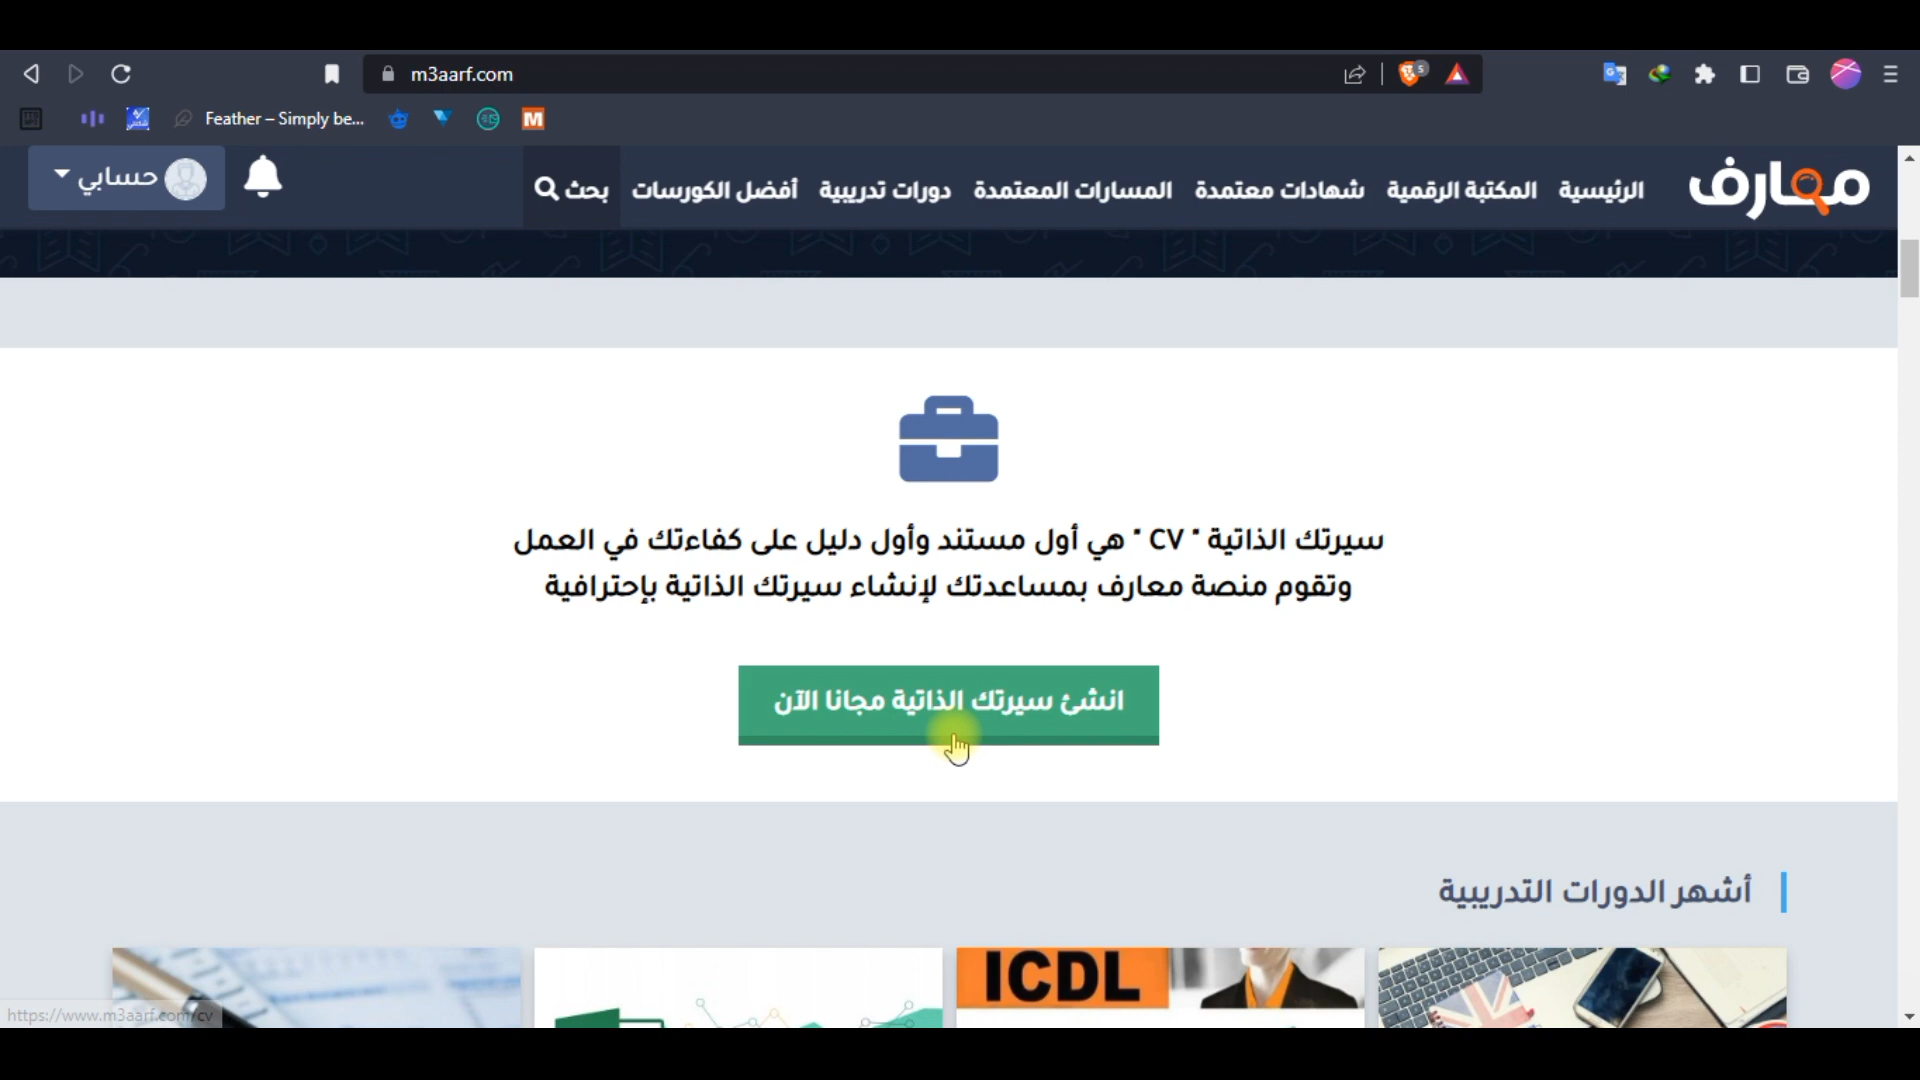 m3aarf.com
5
Feather – Simply be...
معارف
الرئيسية
المكتبة الرقمية
شهادات معتمدة
المسارات المعتمدة
دورات تدريبية
أفضل الكورسات
بحث
حسابي
سيرتك الذاتية " CV " هي أول مستند وأول دليل على كفاءتك في العمل
وتقوم منصة معارف بمساعدتك لإنشاء سيرتك الذاتية بإحترافية
انشئ سيرتك الذاتية مجانا الآن
أشهر الدورات التدريبية
ICDL
https://www.m3aarf.com/cv